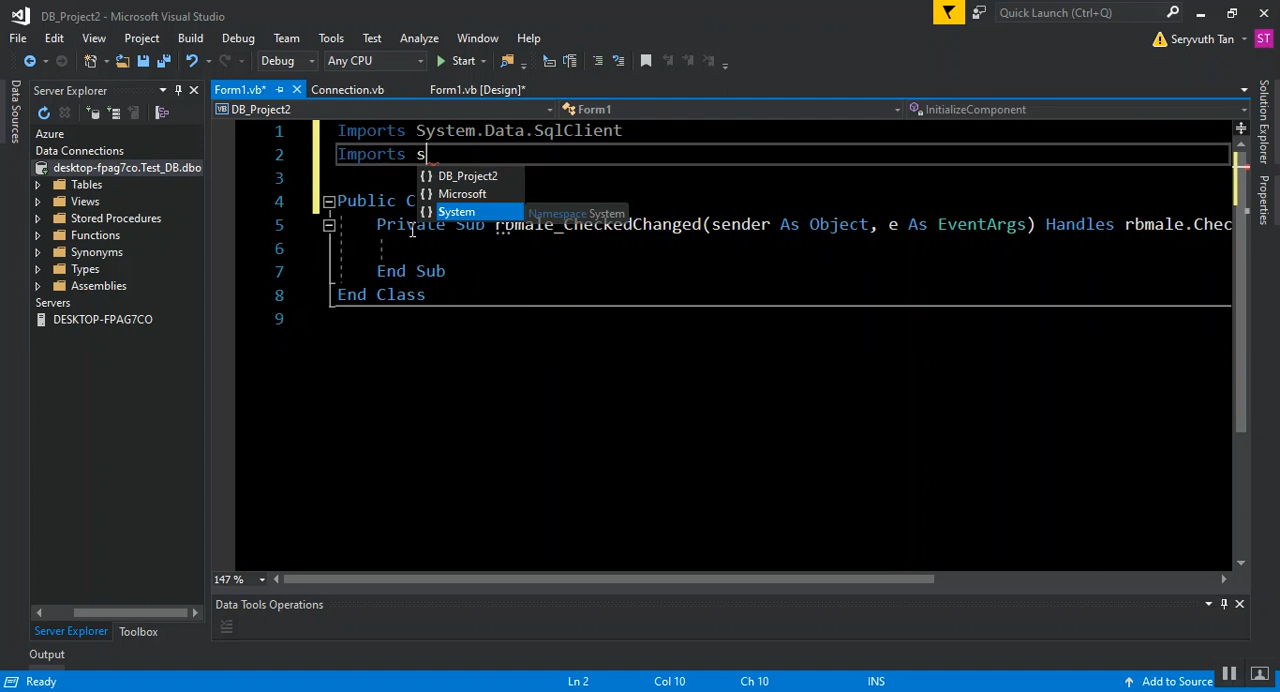 DB_Project2 - Microsoft Visual Studio
Quick Launch (Ctrl+Q)
File Edit View Project Build Debug Team Tools Test Analyze Window Help
Seryvuth Tan ST
Debug Any CPU Start
Data Sources
Server Explorer
Form1.vb* Connection.vb Form1.vb [Design]*
DB_Project2 Form1 InitializeComponent
Azure
Data Connections
desktop-fpag7co.Test_DB.dbo
Tables
Views
Stored Procedures
Functions
Synonyms
Types
Assemblies
Servers
DESKTOP-FPAG7CO
1 Imports System.Data.SqlClient
2 Imports s
3
4 Public C
5 Private Sub rbmale_CheckedChanged(sender As Object, e As EventArgs) Handles rbmale.Chec
6
7 End Sub
8 End Class
9
{} DB_Project2
{} Microsoft
{} System
Namespace System
Solution Explorer
Properties
147 %
Data Tools Operations
Server Explorer Toolbox
Output
Ready Ln 2 Col 10 Ch 10 INS Add to Source